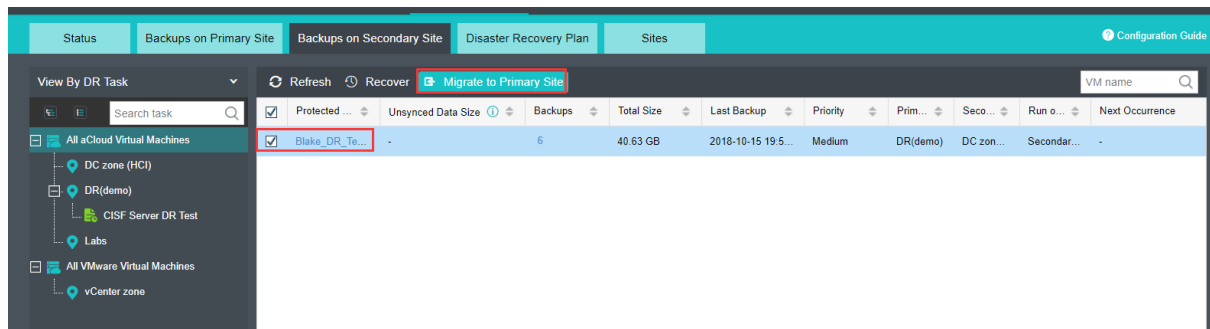 Status Backups on Primary Site Backups on Secondary Site Disaster Recovery Plan Sites Configuration Guide
View By DR Task Refresh Recover Migrate to Primary Site VM name
Search task Protected ... Unsynced Data Size Backups Total Size Last Backup Priority Prim... Seco... Run o... Next Occurrence
All aCloud Virtual Machines Blake_DR_Te... - 6 40.63 GB 2018-10-15 19:5... Medium DR(demo) DC zon... Secondar... -
DC zone (HCI)
DR(demo)
CISF Server DR Test
Labs
All VMware Virtual Machines
vCenter zone